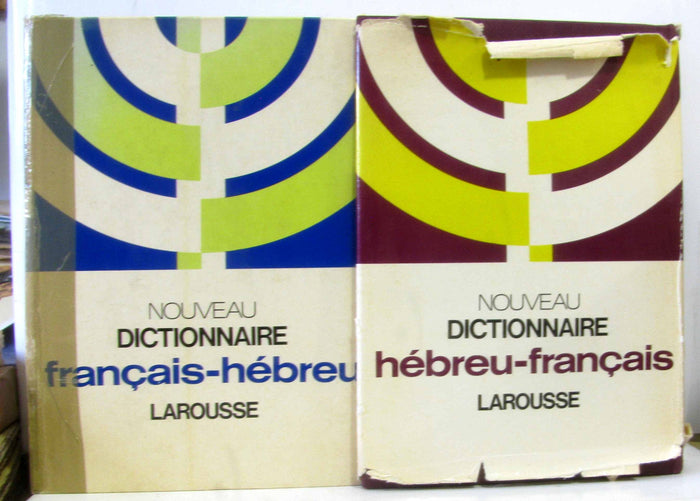 NOUVEAU
DICTIONNAIRE
français-hébreu
LAROUSSE
NOUVEAU
DICTIONNAIRE
hébreu-français
LAROUSSE